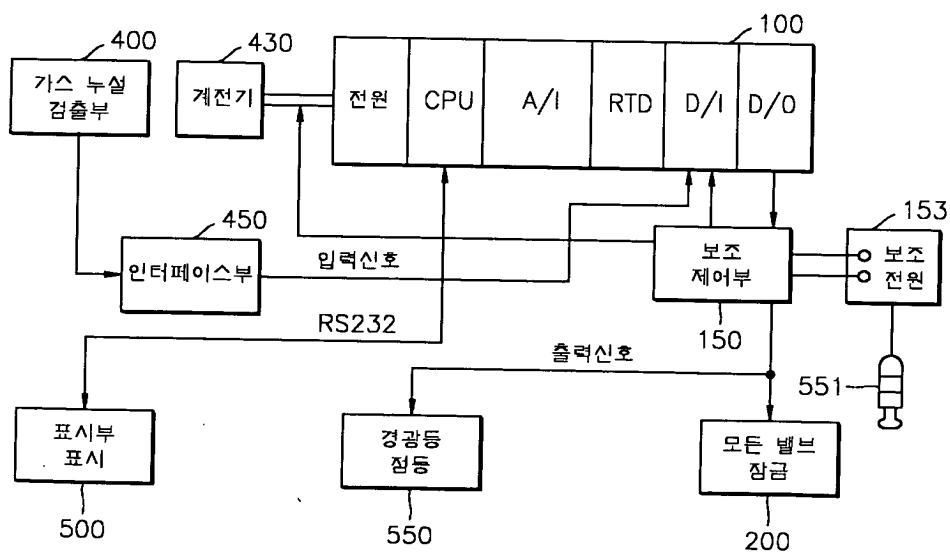 100
400
430
가스 누설
검출부
계전기
전원
CPU
A/I
RTD
D/I
D/O
450
153
인터페이스부
입력신호
보조
제어부
보조
전원
150
RS232
출력신호
551
표시부
표시
경광등
점등
모든 밸브
잠금
500
550
200